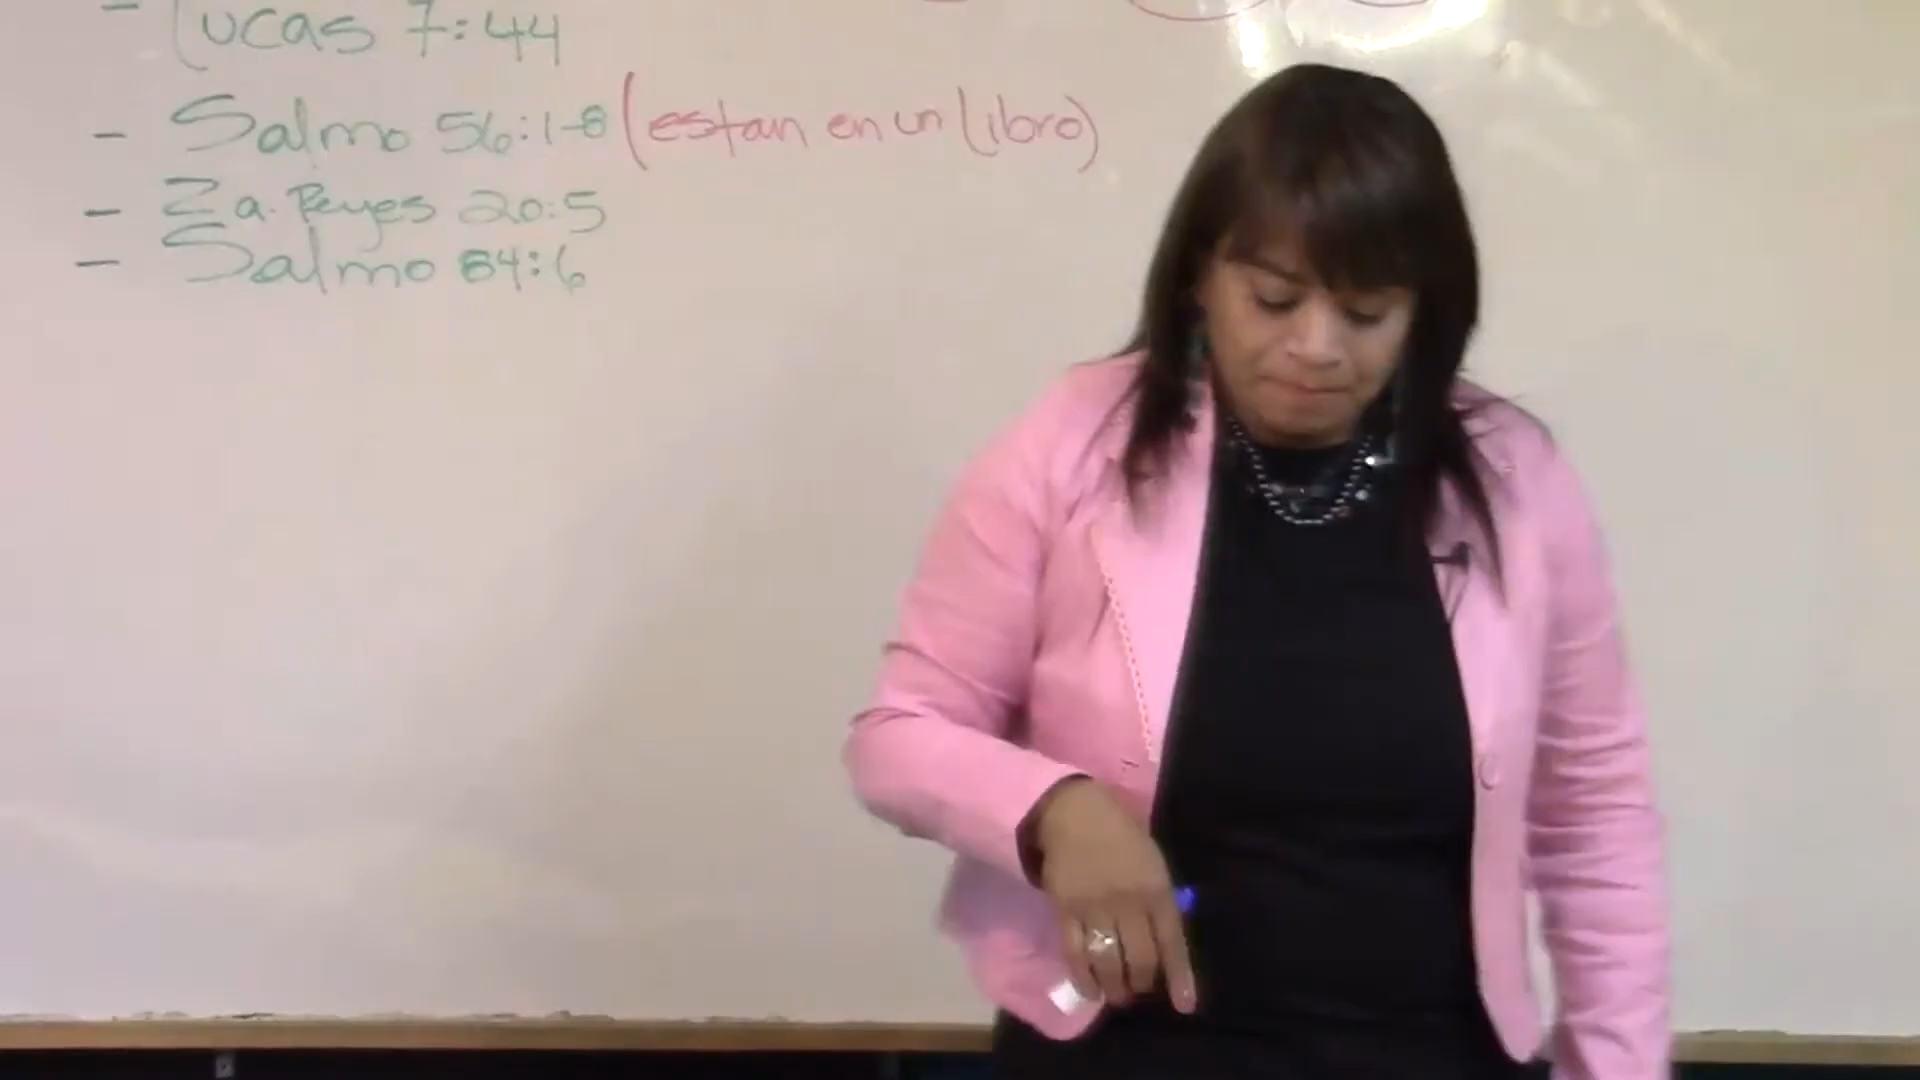 - Lucas 7:44
- Salmo 56:1-8 (estan en un libro)
- 2a. Reyes 20:5
- Salmo 84:6